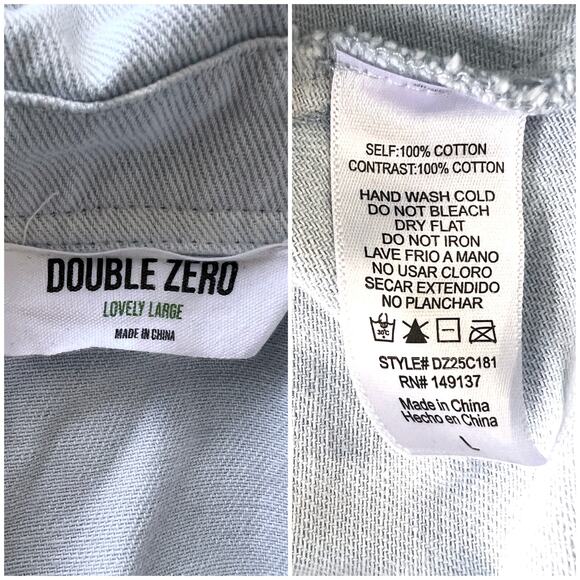 DOUBLE ZERO
LOVELY LARGE
MADE IN CHINA
SELF:100% COTTON
CONTRAST:100% COTTON
HAND WASH COLD
DO NOT BLEACH
DRY FLAT
DO NOT IRON
LAVE FRIO A MANO
NO USAR CLORO
SECAR EXTENDIDO
NO PLANCHAR
30°C
STYLE# DZ25C181
RN# 149137
Made in China
Hecho en China
L